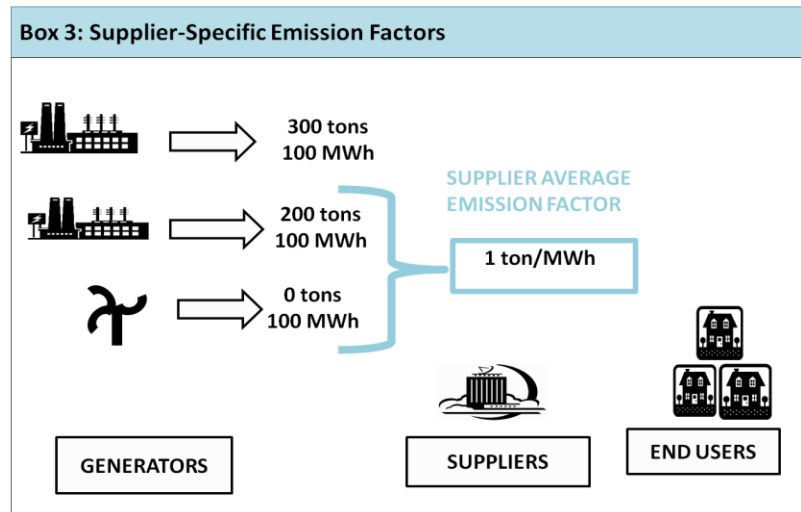 Box 3: Supplier-Specific Emission Factors
300 tons
100 MWh
SUPPLIER AVERAGE
EMISSION FACTOR
200 tons
100 MWh
1 ton/MWh
0 tons
100 MWh
GENERATORS
SUPPLIERS
END USERS